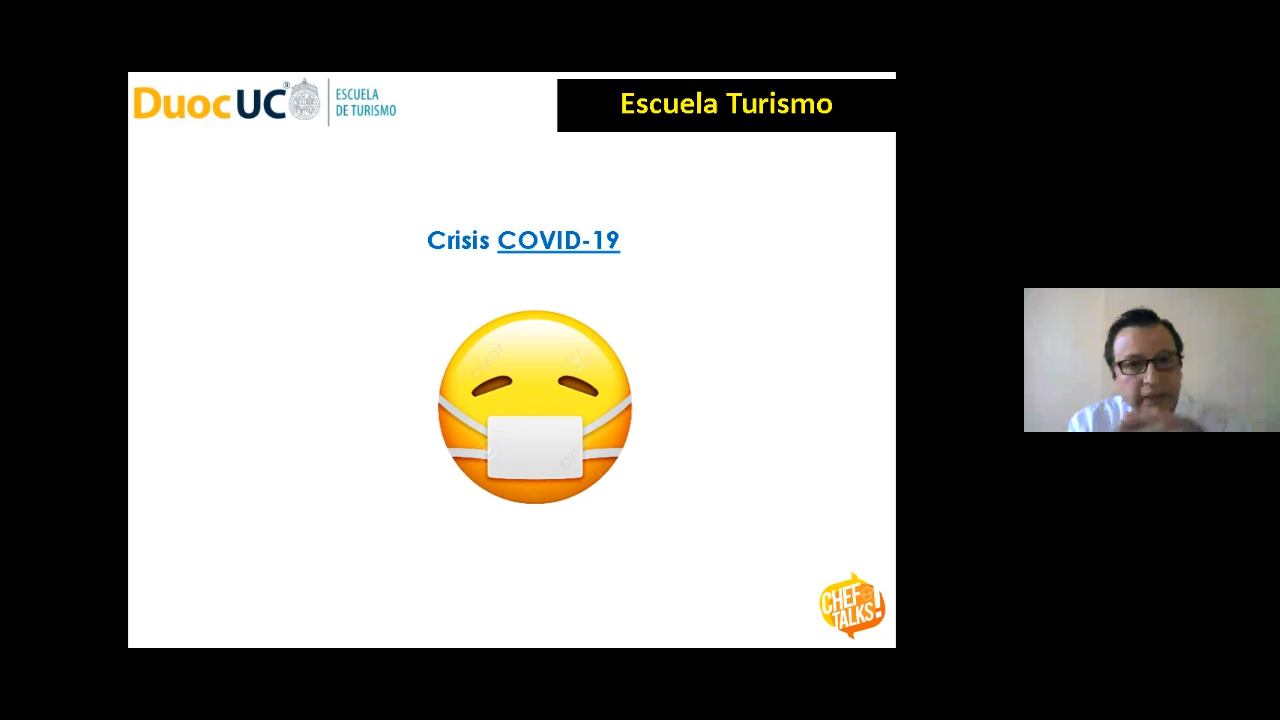 Duoc UC®
ESCUELA
DE TURISMO
Escuela Turismo
Crisis COVID-19
CHEF
TALKS!